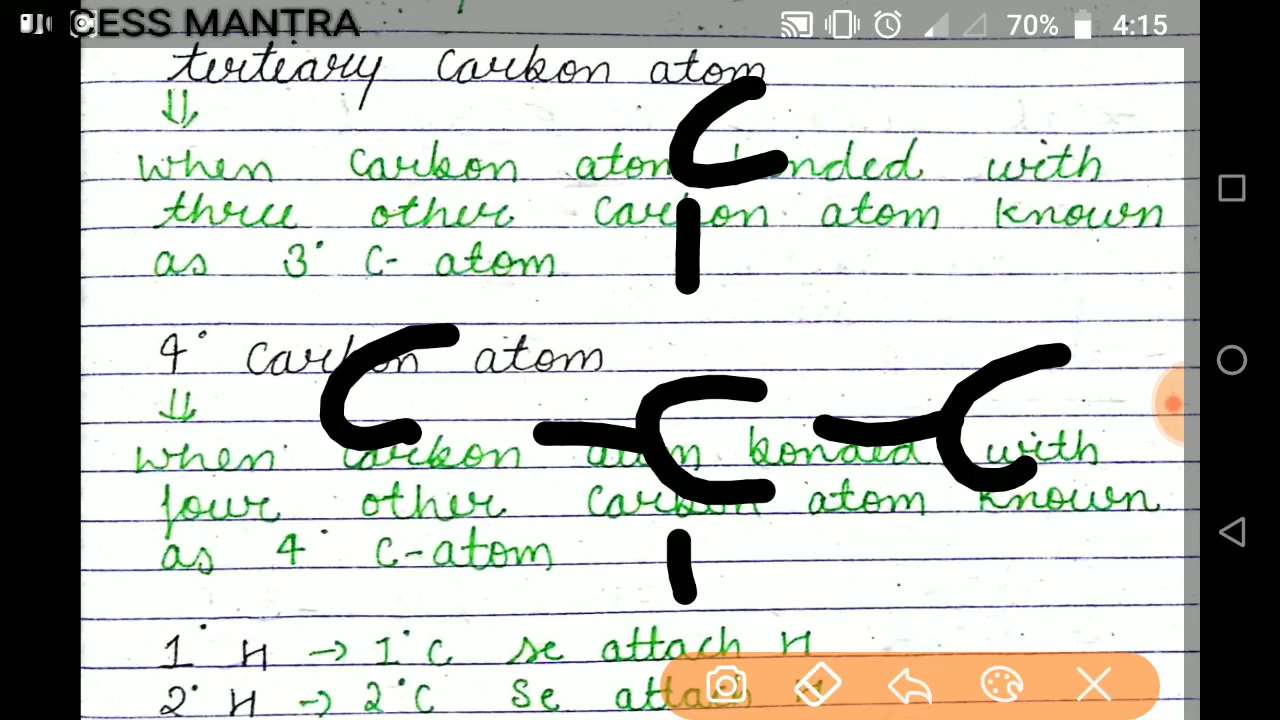 CESS MANTRA
70% 4:15
terteary Carbon atom
⇓
when carbon atom bonded with
three other Carbon atom known
as 3° C- atom
C
4° Carbon atom
⇓
C - C - C
when carbon atom bonded with
four other Carbon atom known
as 4° C-atom
1° H → 1°C se attach H
2° H → 2°C se attach H